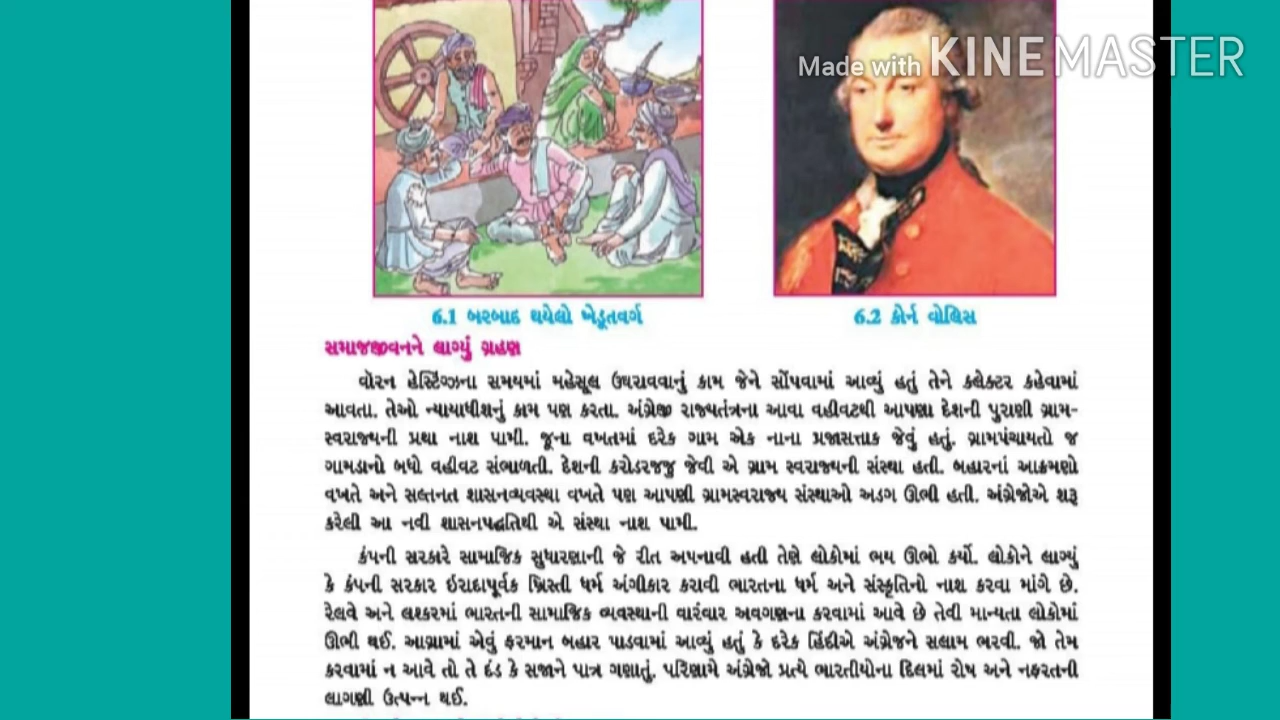 Made with KINEMASTER
6.1 બરબાદ થયેલો ખેડૂતવર્ગ
6.2 કોર્ન વોલિસ
સમાજજીવનને લાગ્યું ગ્રહણ
વૉરન હેસ્ટિંગ્ઝના સમયમાં મહેસૂલ ઉઘરાવવાનું કામ જેને સોંપવામાં આવ્યું હતું તેને કલેક્ટર કહેવામાં
આવતા. તેઓ ન્યાયાધીશનું કામ પણ કરતા. અંગ્રેજી રાજ્યતંત્રના આવા વહીવટથી આપણા દેશની પુરાણી ગ્રામ-
સ્વરાજ્યની પ્રથા નાશ પામી. જૂના વખતમાં દરેક ગામ એક નાના પ્રજાસત્તાક જેવું હતું. ગ્રામપંચાયતો જ
ગામડાનો બધો વહીવટ સંભાળતી. દેશની કરોડરજ્જુ જેવી એ ગ્રામ સ્વરાજ્યની સંસ્થા હતી. બહારનાં આક્રમણો
વખતે અને સલ્તનત શાસનવ્યવસ્થા વખતે પણ આપણી ગ્રામસ્વરાજ્ય સંસ્થાઓ અડગ ઊભી હતી. અંગ્રેજોએ શરૂ
કરેલી આ નવી શાસનપદ્ધતિથી એ સંસ્થા નાશ પામી.
કંપની સરકારે સામાજિક સુધારણાની જે રીત અપનાવી હતી તેણે લોકોમાં ભય ઊભો કર્યો. લોકોને લાગ્યું
કે કંપની સરકાર ઇરાદાપૂર્વક ખ્રિસ્તી ધર્મ અંગીકાર કરાવી ભારતના ધર્મ અને સંસ્કૃતિનો નાશ કરવા માંગે છે.
રેલવે અને લશ્કરમાં ભારતની સામાજિક વ્યવસ્થાની વારંવાર અવગણના કરવામાં આવે છે તેવી માન્યતા લોકોમાં
ઊભી થઈ. આગ્રામાં એવું ફરમાન બહાર પાડવામાં આવ્યું હતું કે દરેક હિંદીએ અંગ્રેજને સલામ ભરવી. જો તેમ
કરવામાં ન આવે તો તે દંડ કે સજાને પાત્ર ગણાતું. પરિણામે અંગ્રેજો પ્રત્યે ભારતીયોના દિલમાં રોષ અને નફરતની
લાગણી ઉત્પન્ન થઈ.